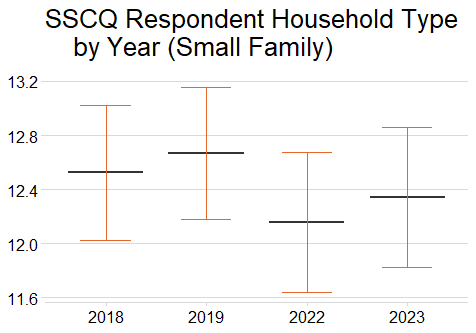 SSCQ Respondent Household Type
by Year (Small Family)
13.2
12.8
12.4
12.0
11.6
2018 2019 2022 2023